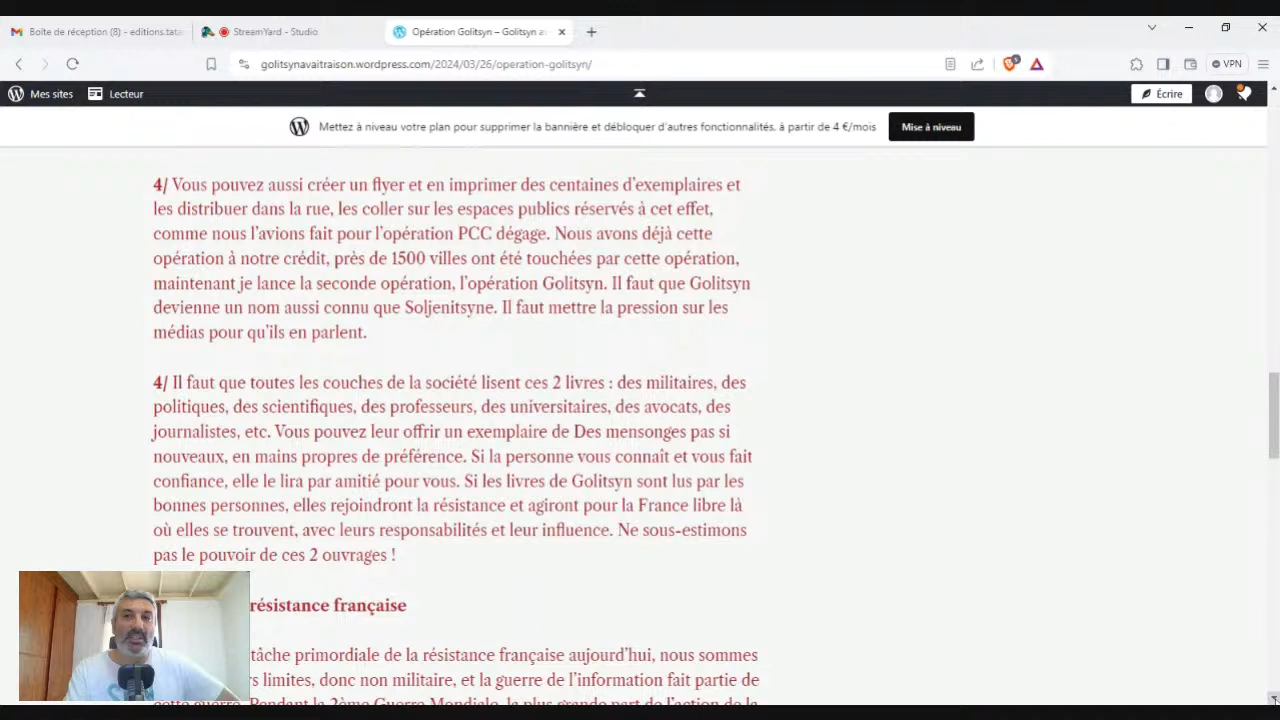 Boîte de réception (8) - editions.tata
StreamYard - Studio
Opération Golitsyn – Golitsyn av
golitsynavaitraison.wordpress.com/2024/03/26/operation-golitsyn/
VPN
Mes sites
Lecteur
Écrire
Mettez à niveau votre plan pour supprimer la bannière et débloquer d'autres fonctionnalités, à partir de 4 €/mois
Mise à niveau
4/ Vous pouvez aussi créer un flyer et en imprimer des centaines d'exemplaires et
les distribuer dans la rue, les coller sur les espaces publics réservés à cet effet,
comme nous l'avions fait pour l'opération PCC dégage. Nous avons déjà cette
opération à notre crédit, près de 1500 villes ont été touchées par cette opération,
maintenant je lance la seconde opération, l'opération Golitsyn. Il faut que Golitsyn
devienne un nom aussi connu que Soljenitsyne. Il faut mettre la pression sur les
médias pour qu'ils en parlent.
4/ Il faut que toutes les couches de la société lisent ces 2 livres : des militaires, des
politiques, des scientifiques, des professeurs, des universitaires, des avocats, des
journalistes, etc. Vous pouvez leur offrir un exemplaire de Des mensonges pas si
nouveaux, en mains propres de préférence. Si la personne vous connaît et vous fait
confiance, elle le lira par amitié pour vous. Si les livres de Golitsyn sont lus par les
bonnes personnes, elles rejoindront la résistance et agiront pour la France libre là
où elles se trouvent, avec leurs responsabilités et leur influence. Ne sous-estimons
pas le pouvoir de ces 2 ouvrages !
résistance française
tâche primordiale de la résistance française aujourd'hui, nous sommes
limites, donc non militaire, et la guerre de l'information fait partie de
cette guerre. Pendant la 2ème Guerre Mondiale, la plus grande part de l'action de la